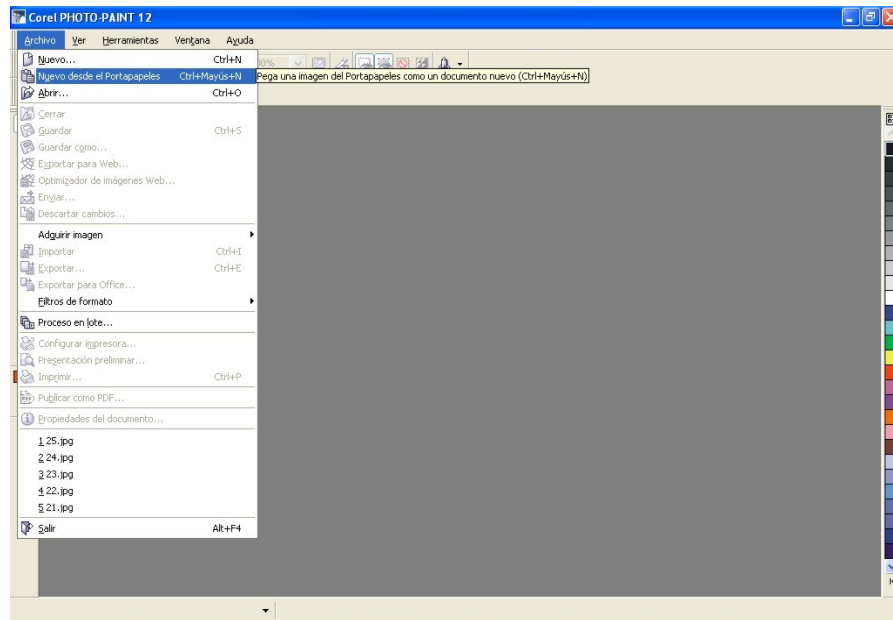 Corel PHOTO-PAINT 12
Archivo Ver Herramientas Ventana Ayuda
Nuevo... Ctrl+N
Nuevo desde el Portapapeles Ctrl+Mayús+N
Pega una imagen del Portapapeles como un documento nuevo (Ctrl+Mayús+N)
Abrir... Ctrl+O
Cerrar
Guardar Ctrl+S
Guardar como...
Exportar para Web...
Optimizador de imágenes Web...
Enviar...
Descartar cambios...
Adquirir imagen
Importar Ctrl+I
Exportar... Ctrl+E
Exportar para Office...
Filtros de formato
Proceso en lote...
Configurar impresora...
Presentación preliminar...
Imprimir... Ctrl+P
Publicar como PDF...
Propiedades del documento...
1 25.jpg
2 24.jpg
3 23.jpg
4 22.jpg
5 21.jpg
Salir Alt+F4